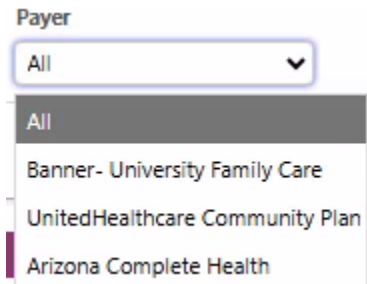 Payer
All
All
Banner- University Family Care
UnitedHealthcare Community Plan
Arizona Complete Health